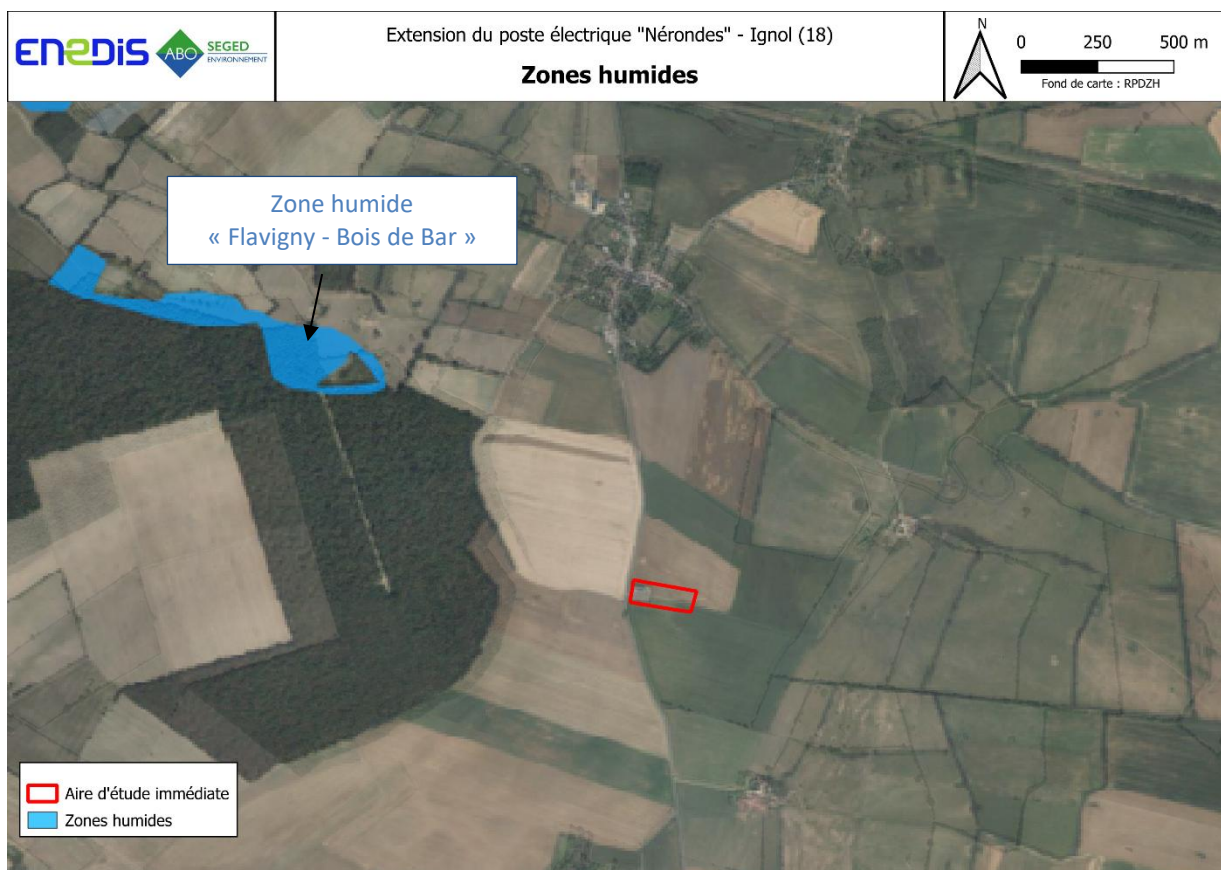 ENEDIS
ABO
SEGED
ENVIRONNEMENT
Extension du poste électrique "Nérondes" - Ignol (18)
Zones humides
N
0 250 500 m
Fond de carte : RPDZH
Zone humide
« Flavigny - Bois de Bar »
Aire d'étude immédiate
Zones humides